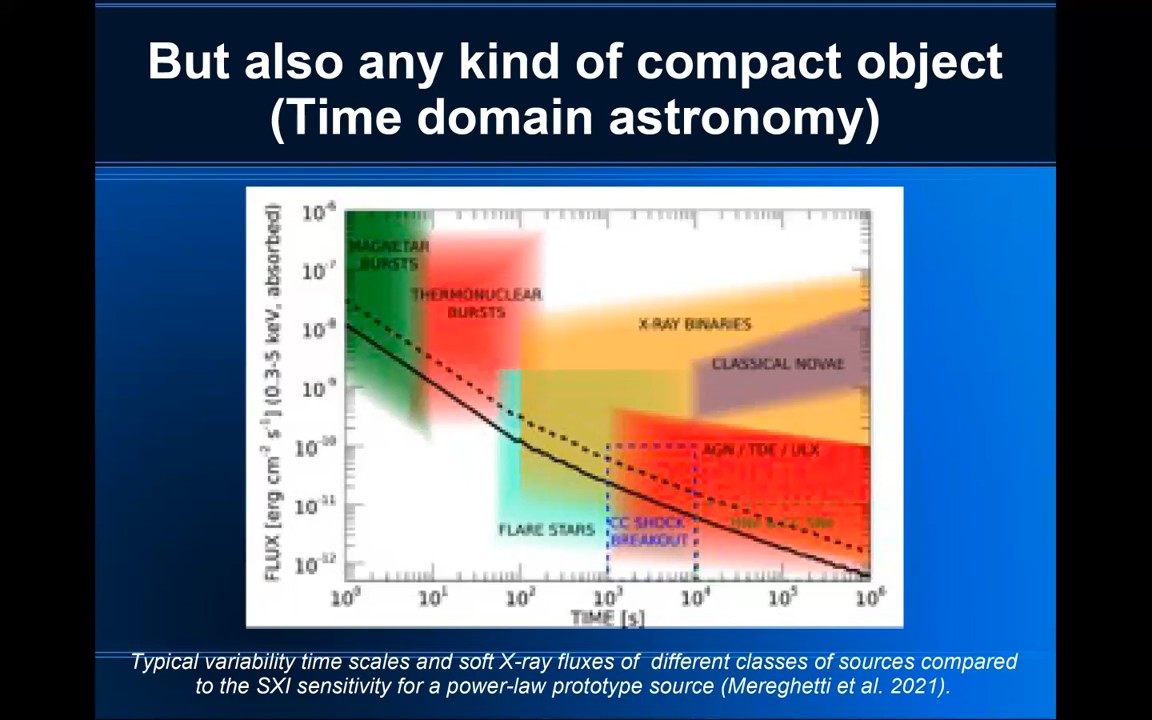 But also any kind of compact object
(Time domain astronomy)
FLUX [erg cm⁻² s⁻¹] (0.3-5 keV, absorbed)
10⁻⁶
10⁻⁷
10⁻⁸
10⁻⁹
10⁻¹⁰
10⁻¹¹
10⁻¹²
MAGNETAR
BURSTS
THERMONUCLEAR
BURSTS
X-RAY BINARIES
CLASSICAL NOVAE
AGN / TDE / ULX
FLARE STARS
CC SHOCK
BREAKOUT
10⁰ 10¹ 10² 10³ 10⁴ 10⁵ 10⁶
TIME [s]
Typical variability time scales and soft X-ray fluxes of different classes of sources compared
to the SXI sensitivity for a power-law prototype source (Mereghetti et al. 2021).